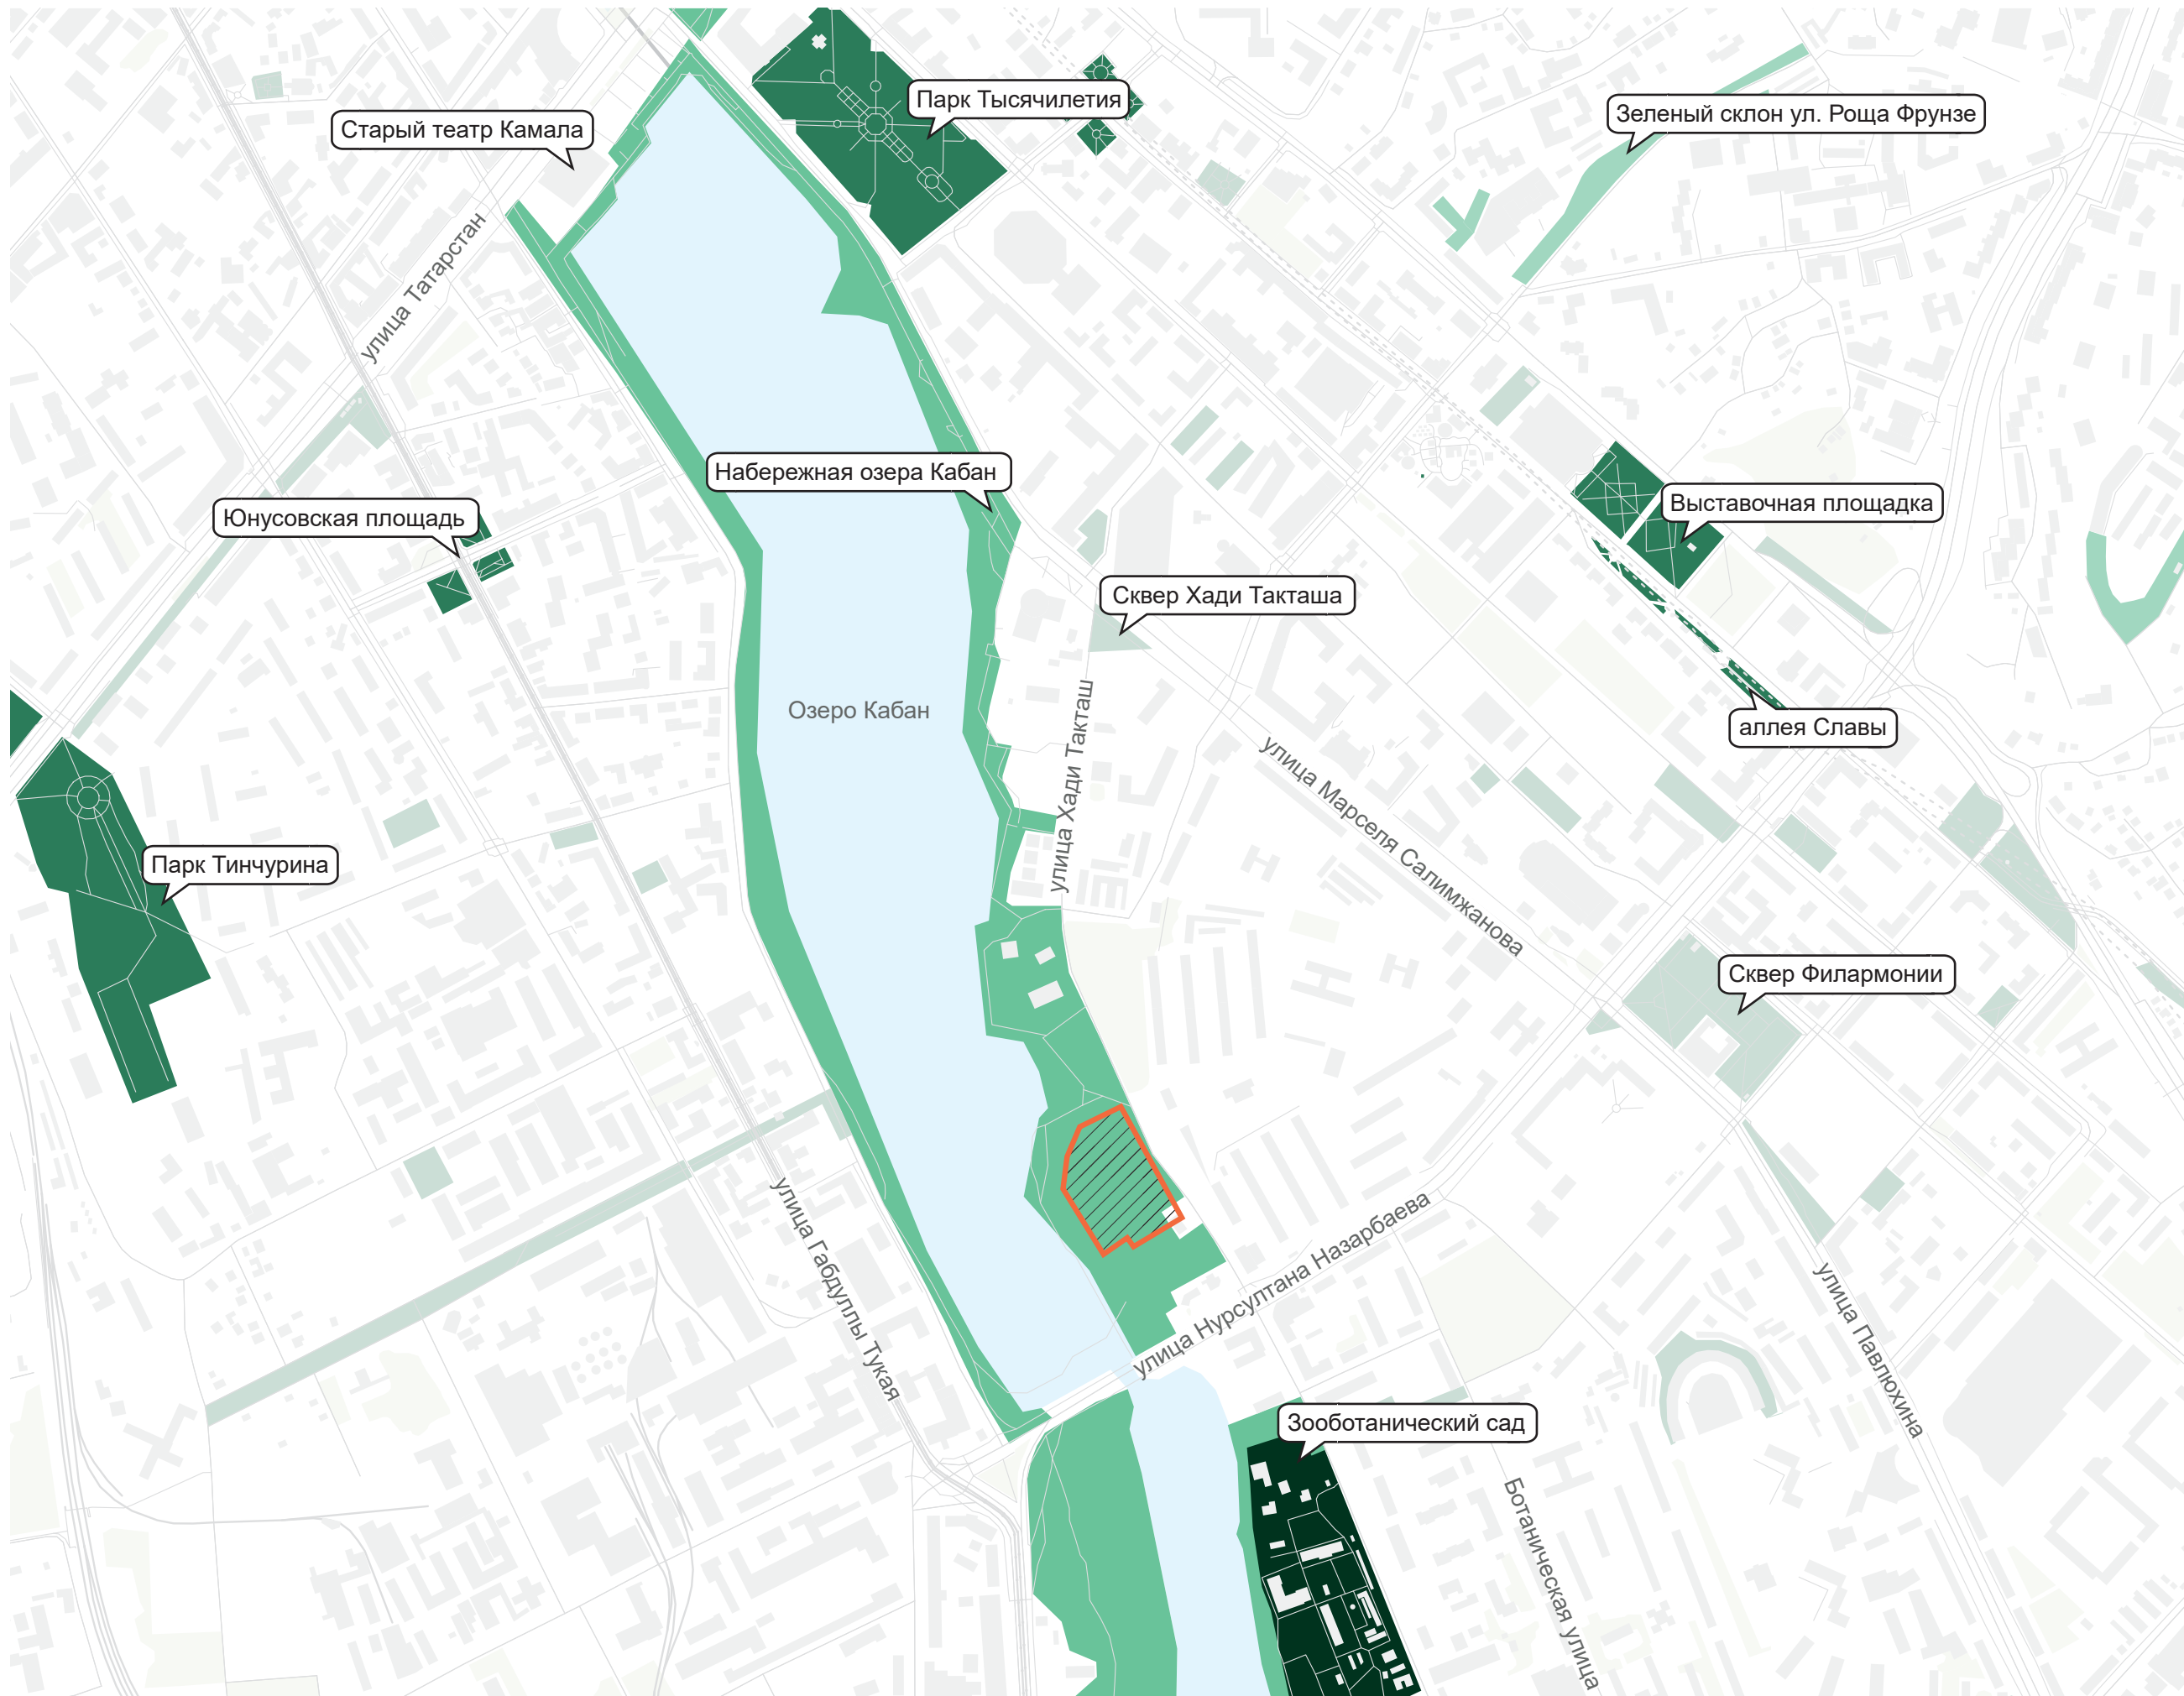 Парк Тысячилетия
Зеленый склон ул. Роща Фрунзе
Старый театр Камала
улица Татарстан
Набережная озера Кабан
Выставочная площадка
Юнусовская площадь
Сквер Хади Такташа
Озеро Кабан
аллея Славы
улица Хади Такташ
улица Марселя Салимжанова
Парк Тинчурина
Сквер Филармонии
улица Габдуллы Тукая
улица Нурсултана Назарбаева
улица Павлюхина
Зооботанический сад
Ботаническая улица